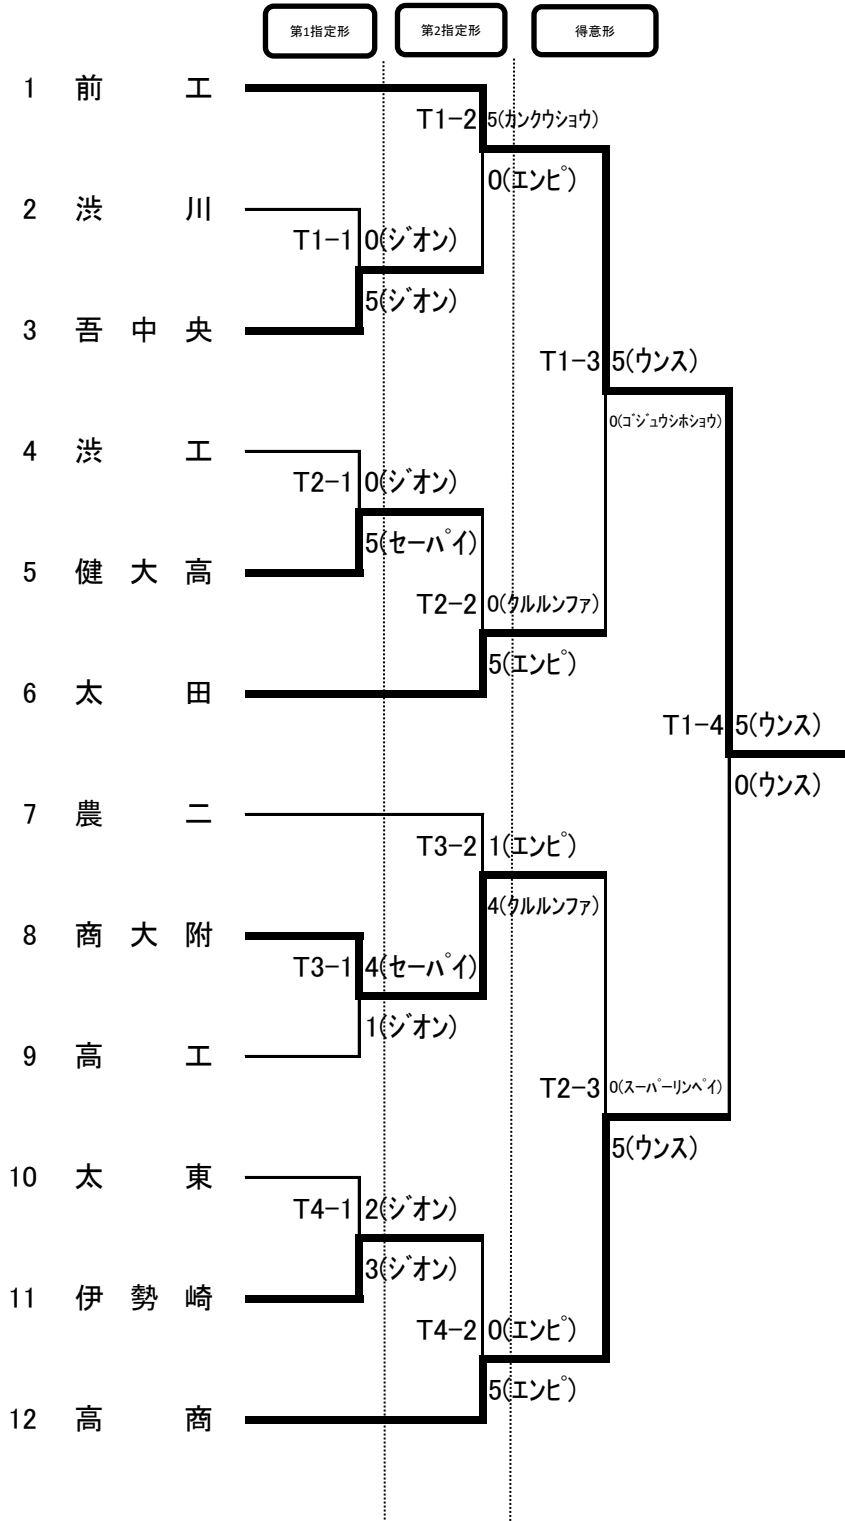 第1指定形 第2指定形 得意形
1 前 工
T1-2 5(ｶﾝｸｳｼｮｳ)
0(ｴﾝﾋﾟ)
2 渋 川
T1-1 0(ｼﾞｵﾝ)
5(ｼﾞｵﾝ)
3 吾 中 央
T1-3 5(ｳﾝｽ)
0(ｺﾞｼﾞｭｳｼﾎｼｮｳ)
4 渋 工
T2-1 0(ｼﾞｵﾝ)
5(ｾｰﾊﾟｲ)
5 健 大 高
T2-2 0(ｸﾙﾙﾝﾌｧ)
5(ｴﾝﾋﾟ)
6 太 田
T1-4 5(ｳﾝｽ)
0(ｳﾝｽ)
7 農 二
T3-2 1(ｴﾝﾋﾟ)
4(ｸﾙﾙﾝﾌｧ)
8 商 大 附
T3-1 4(ｾｰﾊﾟｲ)
1(ｼﾞｵﾝ)
9 高 工
T2-3 0(ｽｰﾊﾟｰﾘﾝﾍﾟｲ)
5(ｳﾝｽ)
10 太 東
T4-1 2(ｼﾞｵﾝ)
3(ｼﾞｵﾝ)
11 伊 勢 崎
T4-2 0(ｴﾝﾋﾟ)
5(ｴﾝﾋﾟ)
12 高 商